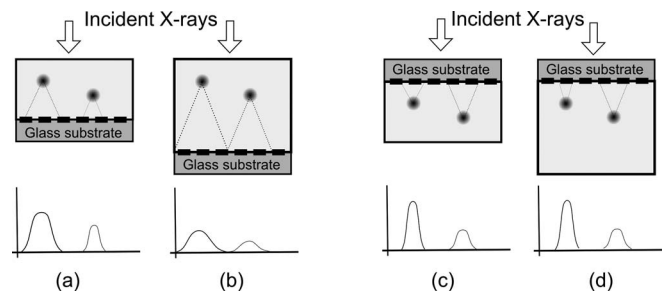 Incident X-rays
Incident X-rays
Glass substrate
Glass substrate
Glass substrate
Glass substrate
(a)
(b)
(c)
(d)